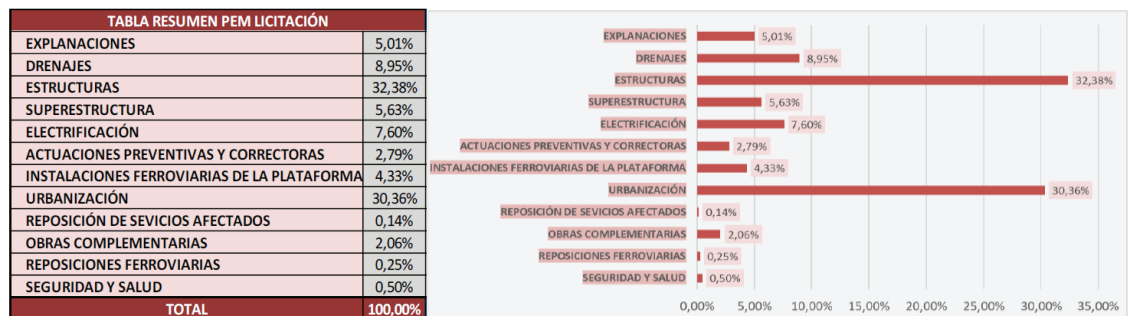 TABLA RESUMEN PEM LICITACIÓN
EXPLANACIONES 5,01%
DRENAJES 8,95%
ESTRUCTURAS 32,38%
SUPERESTRUCTURA 5,63%
ELECTRIFICACIÓN 7,60%
ACTUACIONES PREVENTIVAS Y CORRECTORAS 2,79%
INSTALACIONES FERROVIARIAS DE LA PLATAFORMA 4,33%
URBANIZACIÓN 30,36%
REPOSICIÓN DE SEVICIOS AFECTADOS 0,14%
OBRAS COMPLEMENTARIAS 2,06%
REPOSICIONES FERROVIARIAS 0,25%
SEGURIDAD Y SALUD 0,50%
TOTAL 100,00%
EXPLANACIONES 5,01%
DRENAJES 8,95%
ESTRUCTURAS 32,38%
SUPERESTRUCTURA 5,63%
ELECTRIFICACIÓN 7,60%
ACTUACIONES PREVENTIVAS Y CORRECTORAS 2,79%
INSTALACIONES FERROVIARIAS DE LA PLATAFORMA 4,33%
URBANIZACIÓN 30,36%
REPOSICIÓN DE SEVICIOS AFECTADOS 0,14%
OBRAS COMPLEMENTARIAS 2,06%
REPOSICIONES FERROVIARIAS 0,25%
SEGURIDAD Y SALUD 0,50%
0,00% 5,00% 10,00% 15,00% 20,00% 25,00% 30,00% 35,00%